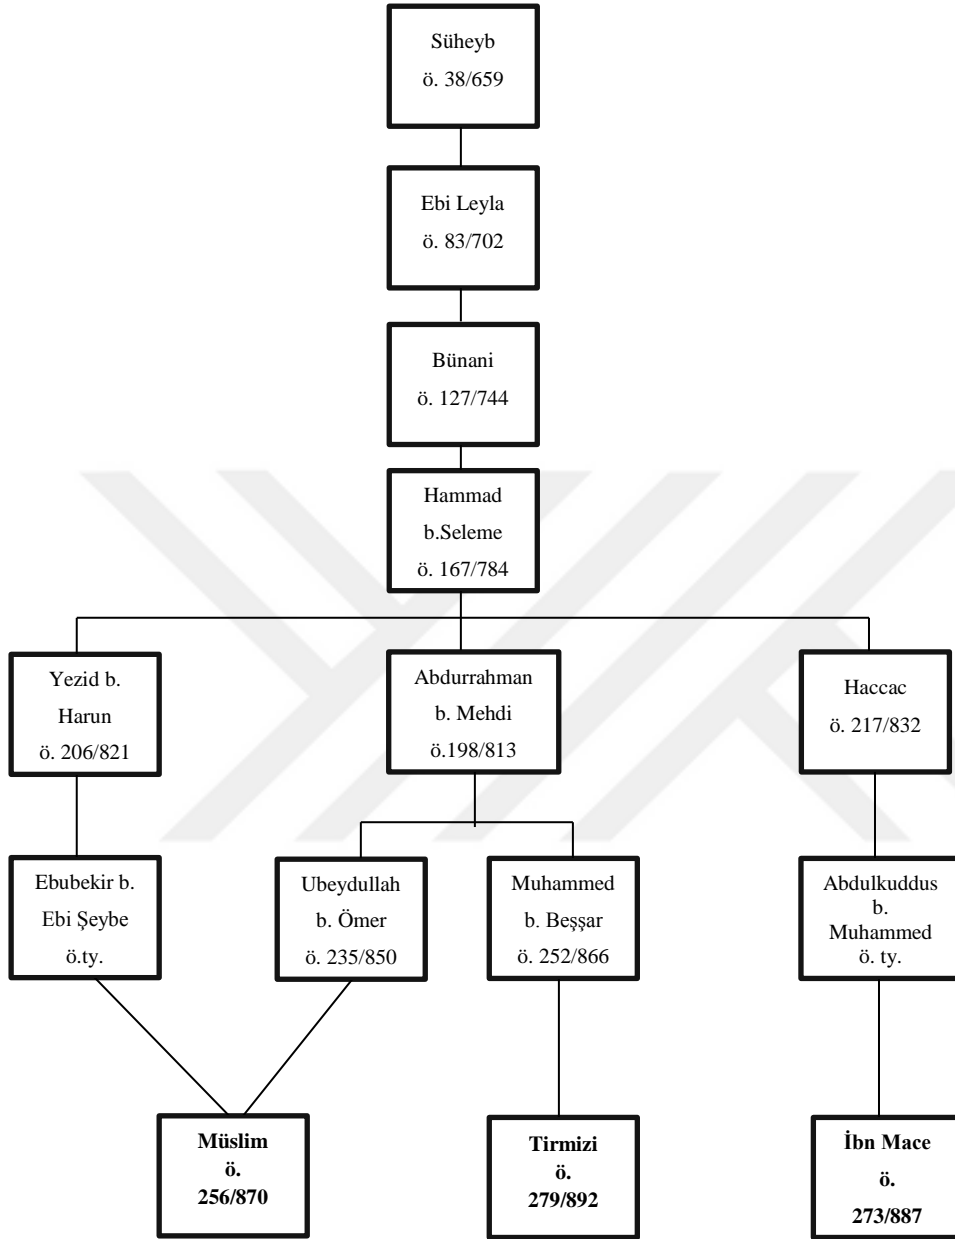 Süheyb
ö. 38/659
Ebi Leyla
ö. 83/702
Bünani
ö. 127/744
Hammad
b.Seleme
ö. 167/784
Yezid b.
Harun
ö. 206/821
Abdurrahman
b. Mehdi
ö.198/813
Haccac
ö. 217/832
Ebubekir b.
Ebi Şeybe
ö.ty.
Ubeydullah
b. Ömer
ö. 235/850
Muhammed
b. Beşşar
ö. 252/866
Abdulkuddus
b.
Muhammed
ö. ty.
Müslim
ö.
256/870
Tirmizi
ö.
279/892
İbn Mace
ö.
273/887